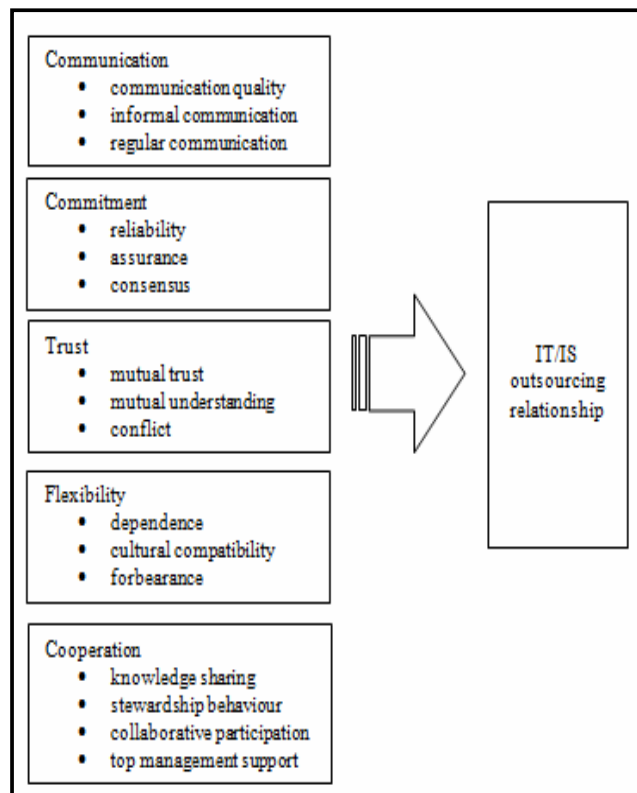 Communication
• communication quality
• informal communication
• regular communication
Commitment
• reliability
• assurance
• consensus
Trust
• mutual trust
• mutual understanding
• conflict
Flexibility
• dependence
• cultural compatibility
• forbearance
Cooperation
• knowledge sharing
• stewardship behaviour
• collaborative participation
• top management support
IT/IS
outsourcing
relationship